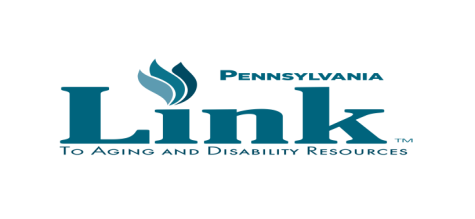 PENNSYLVANIA
Link™
TO AGING AND DISABILITY RESOURCES